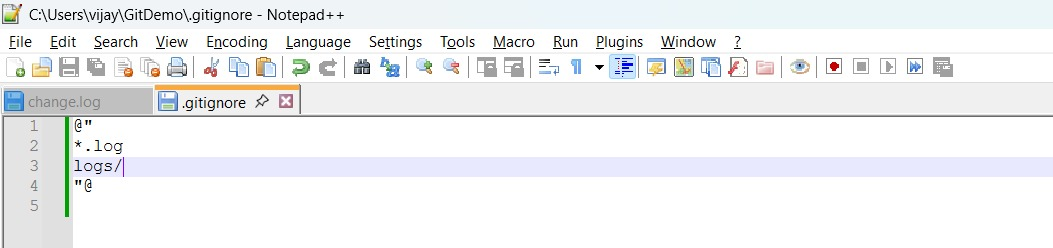 C:\Users\vijay\GitDemo\.gitignore - Notepad++
File Edit Search View Encoding Language Settings Tools Macro Run Plugins Window ?
change.log .gitignore
1 @"
2 *.log
3 logs/
4 "@
5